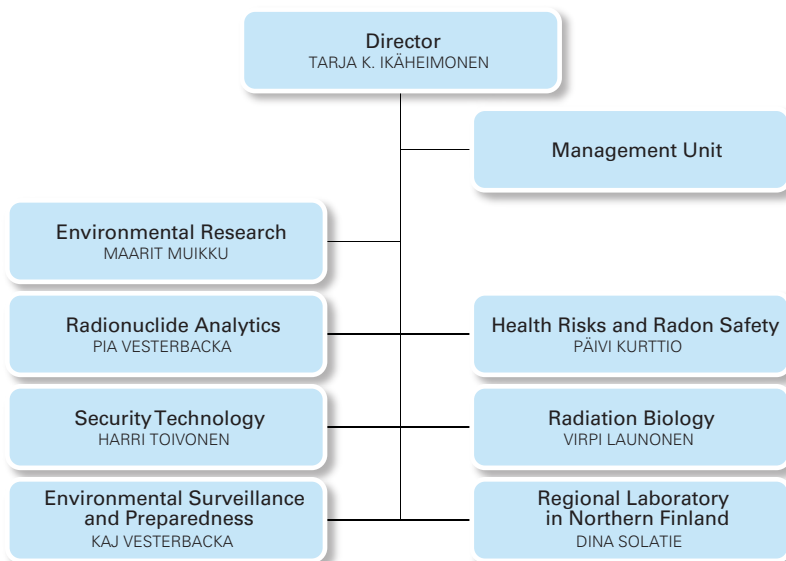 Director
TARJA K. IKÄHEIMONEN
Management Unit
Environmental Research
MAARIT MUIKKU
Radionuclide Analytics
PIA VESTERBACKA
Health Risks and Radon Safety
PÄIVI KURTTIO
Security Technology
HARRI TOIVONEN
Radiation Biology
VIRPI LAUNONEN
Environmental Surveillance
and Preparedness
KAJ VESTERBACKA
Regional Laboratory
in Northern Finland
DINA SOLATIE